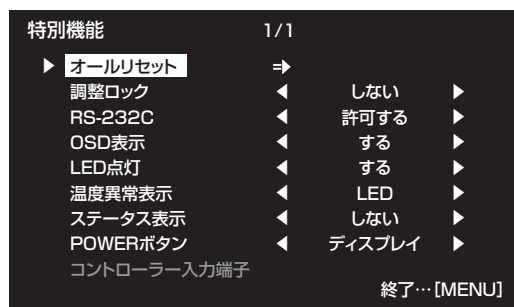 特別機能 1/1
オールリセット
調整ロック しない
RS-232C 許可する
OSD表示 する
LED点灯 する
温度異常表示 LED
ステータス表示 しない
POWERボタン ディスプレイ
コントローラー入力端子
終了…[MENU]